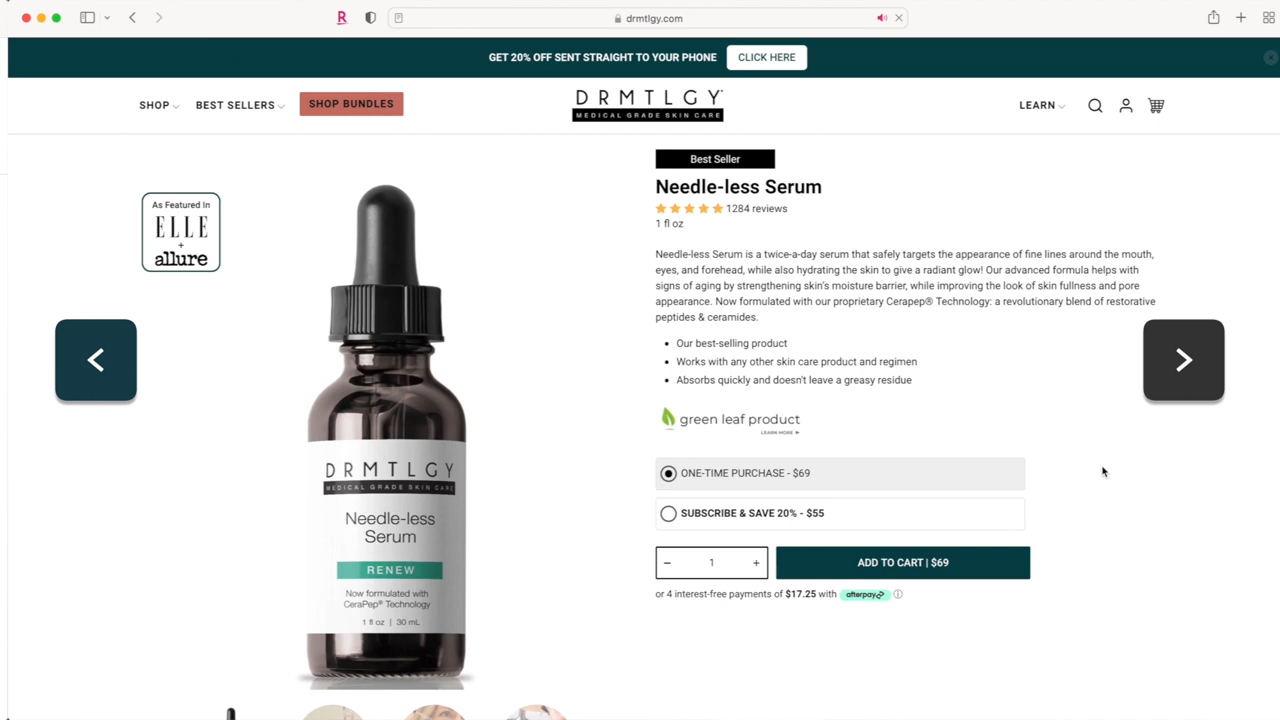 drmtlgy.com
GET 20% OFF SENT STRAIGHT TO YOUR PHONE CLICK HERE
SHOP BEST SELLERS SHOP BUNDLES
DRMTLGY
MEDICAL GRADE SKIN CARE
LEARN
As Featured In
ELLE
+
allure
DRMTLGY
MEDICAL GRADE SKIN CARE
Needle-less
Serum
RENEW
Now formulated with
CeraPep® Technology
1 fl oz | 30 mL
Best Seller
Needle-less Serum
1284 reviews
1 fl oz
Needle-less Serum is a twice-a-day serum that safely targets the appearance of fine lines around the mouth,
eyes, and forehead, while also hydrating the skin to give a radiant glow! Our advanced formula helps with
signs of aging by strengthening skin's moisture barrier, while improving the look of skin fullness and pore
appearance. Now formulated with our proprietary Cerapep® Technology: a revolutionary blend of restorative
peptides & ceramides.
• Our best-selling product
• Works with any other skin care product and regimen
• Absorbs quickly and doesn't leave a greasy residue
green leaf product
LEARN MORE
ONE-TIME PURCHASE - $69
SUBSCRIBE & SAVE 20% - $55
− 1 + ADD TO CART | $69
or 4 interest-free payments of $17.25 with afterpay